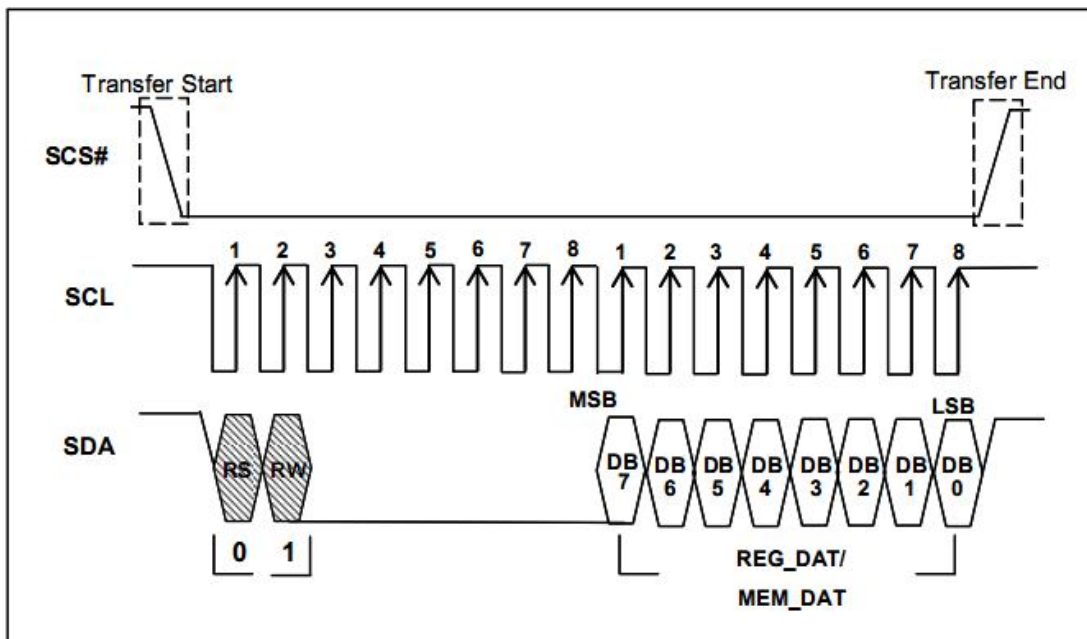 Transfer Start
Transfer End
SCS#
1 2 3 4 5 6 7 8 1 2 3 4 5 6 7 8
SCL
MSB
LSB
SDA
RS RW DB 7 DB 6 DB 5 DB 4 DB 3 DB 2 DB 1 DB 0
0 1
REG_DAT/
MEM_DAT